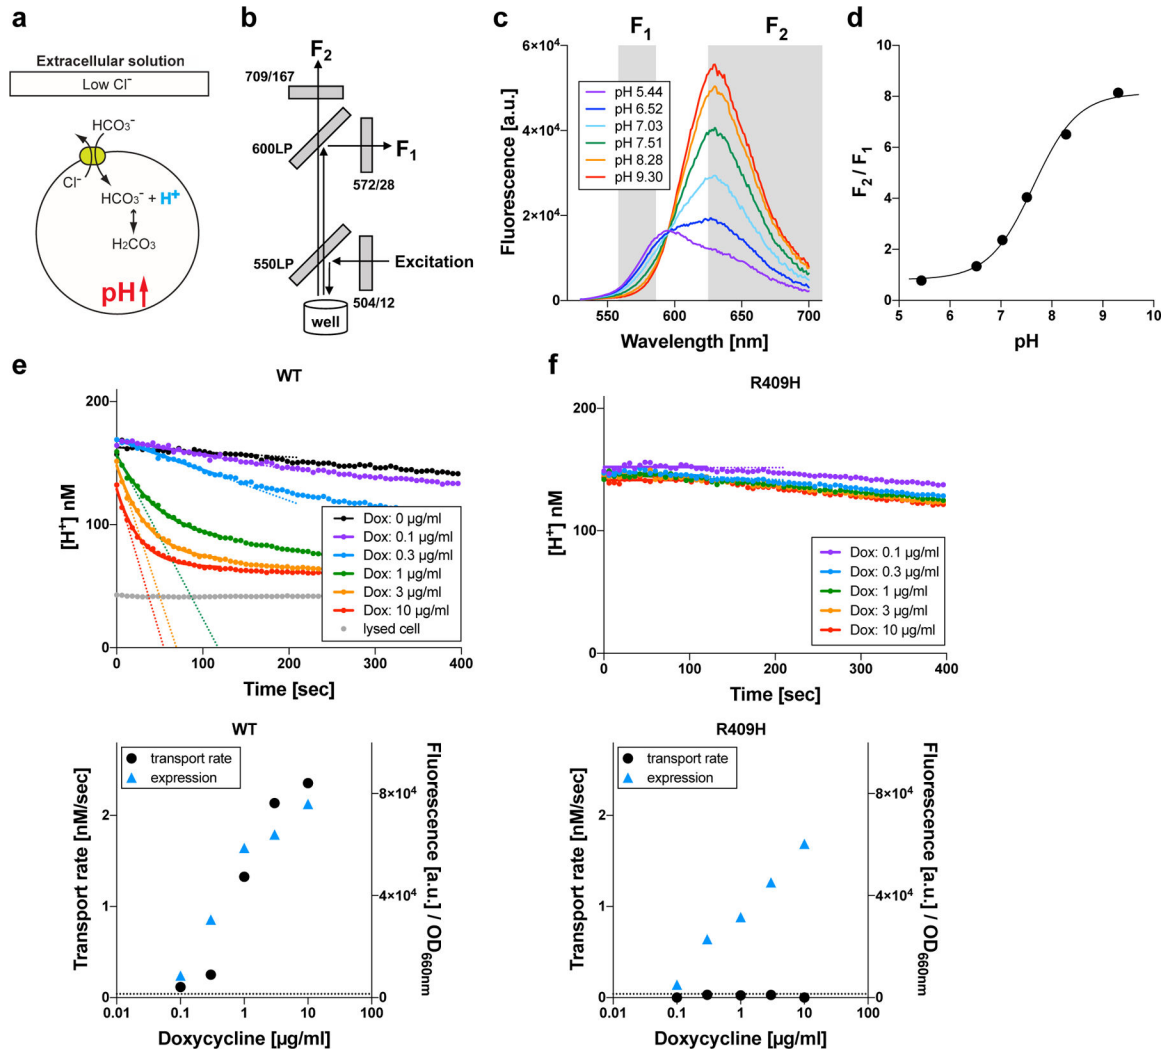 a
Extracellular solution
Low Cl⁻
HCO₃⁻
Cl⁻
HCO₃⁻ + H⁺
H₂CO₃
pH
b
F₂
709/167
600LP
F₁
572/28
550LP
Excitation
504/12
well
c
F₁
F₂
Fluorescence [a.u.]
6×10⁴
4×10⁴
2×10⁴
0
pH 5.44
pH 6.52
pH 7.03
pH 7.51
pH 8.28
pH 9.30
550 600 650 700
Wavelength [nm]
d
F₂ / F₁
10
8
6
4
2
0
5 6 7 8 9 10
pH
e
WT
[H⁺] nM
200
100
0
Dox: 0 µg/ml
Dox: 0.1 µg/ml
Dox: 0.3 µg/ml
Dox: 1 µg/ml
Dox: 3 µg/ml
Dox: 10 µg/ml
lysed cell
0 100 200 300 400
Time [sec]
f
R409H
[H⁺] nM
200
100
0
Dox: 0.1 µg/ml
Dox: 0.3 µg/ml
Dox: 1 µg/ml
Dox: 3 µg/ml
Dox: 10 µg/ml
0 100 200 300 400
Time [sec]
WT
transport rate
expression
Transport rate [nM/sec]
2
1
0
Fluorescence [a.u.] / OD₆₆₀ₙₘ
8×10⁴
4×10⁴
0
0.01 0.1 1 10 100
Doxycycline [µg/ml]
R409H
transport rate
expression
Transport rate [nM/sec]
2
1
0
Fluorescence [a.u.] / OD₆₆₀ₙₘ
8×10⁴
4×10⁴
0
0.01 0.1 1 10 100
Doxycycline [µg/ml]